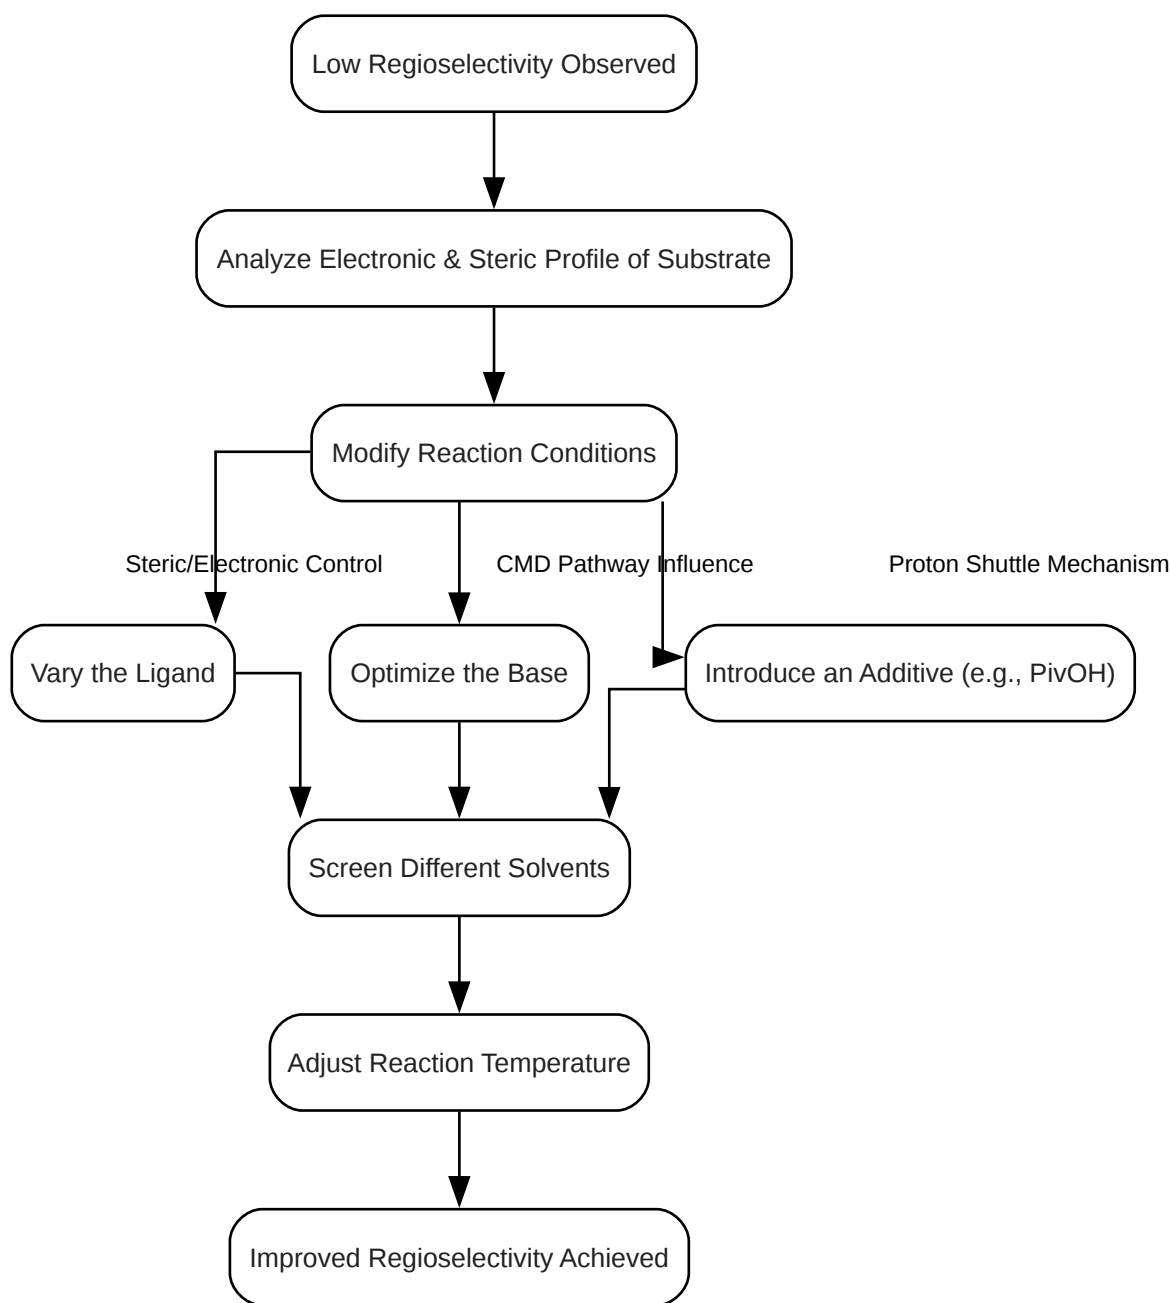 Low Regioselectivity Observed
Analyze Electronic & Steric Profile of Substrate
Modify Reaction Conditions
Steric/Electronic Control
CMD Pathway Influence
Proton Shuttle Mechanism
Vary the Ligand
Optimize the Base
Introduce an Additive (e.g., PivOH)
Screen Different Solvents
Adjust Reaction Temperature
Improved Regioselectivity Achieved